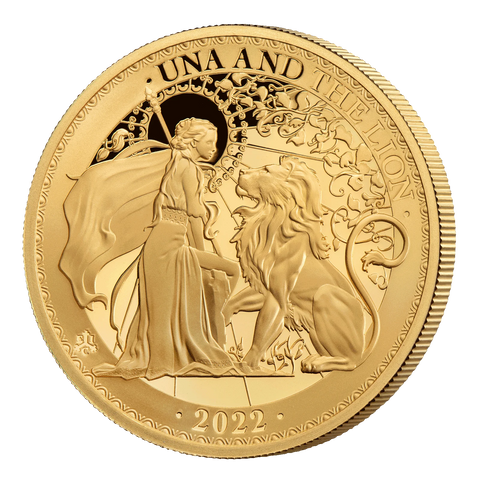 · UNA AND THE LION ·
· 2022 ·